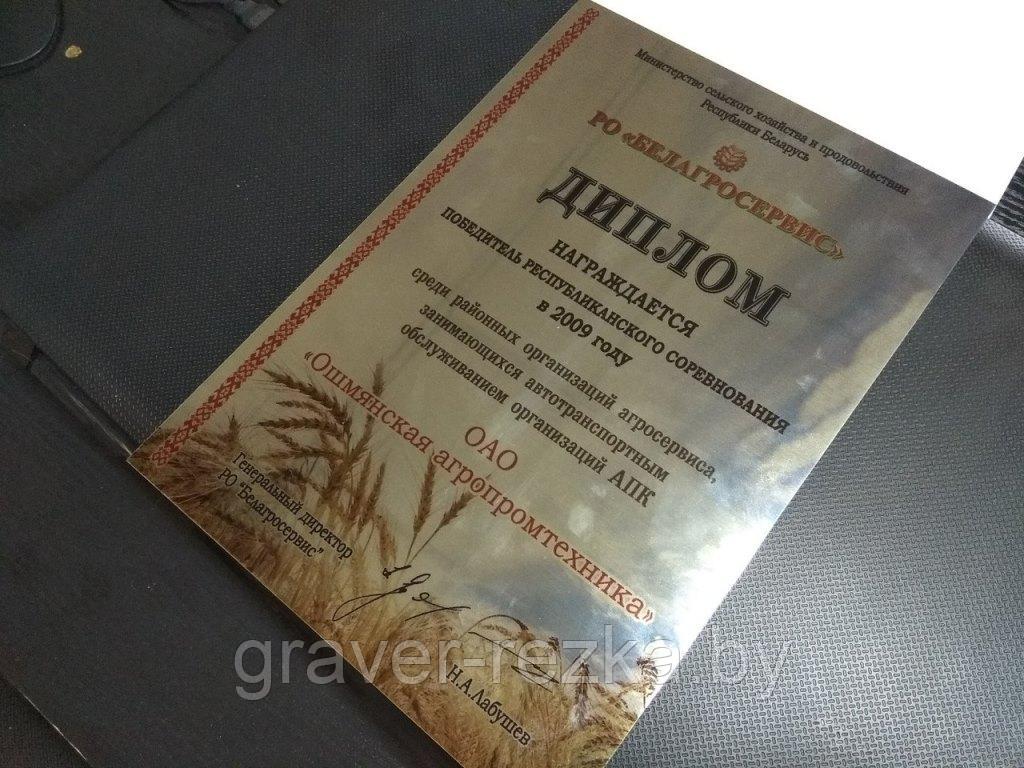 Министерство сельского хозяйства и продовольствия
Республики Беларусь
РО «БЕЛАГРОСЕРВИС»
ДИПЛОМ
НАГРАЖДАЕТСЯ
ПОБЕДИТЕЛЬ РЕСПУБЛИКАНСКОГО СОРЕВНОВАНИЯ
в 2009 году
среди районных организаций агросервиса,
занимающихся автотранспортным
обслуживанием организаций АПК
ОАО
«Ошмянская агропромтехника»
Генеральный директор
РО "Белагросервис"
Н.А.Лабушев
graver-rezka.by